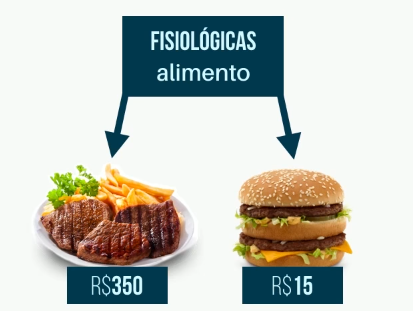 FISIOLÓGICAS
alimento
R$350
R$15